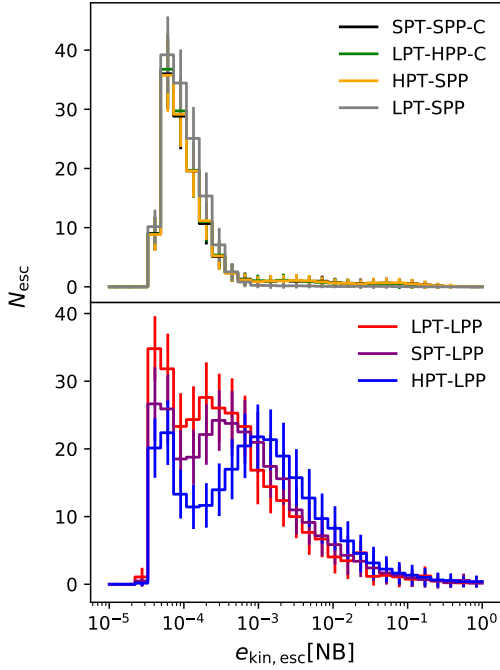 40
30
20
10
0
SPT-SPP-C
LPT-HPP-C
HPT-SPP
LPT-SPP
N_esc
40
30
20
10
0
LPT-LPP
SPT-LPP
HPT-LPP
10^−5 10^−4 10^−3 10^−2 10^−1 10^0
e_kin, esc[NB]